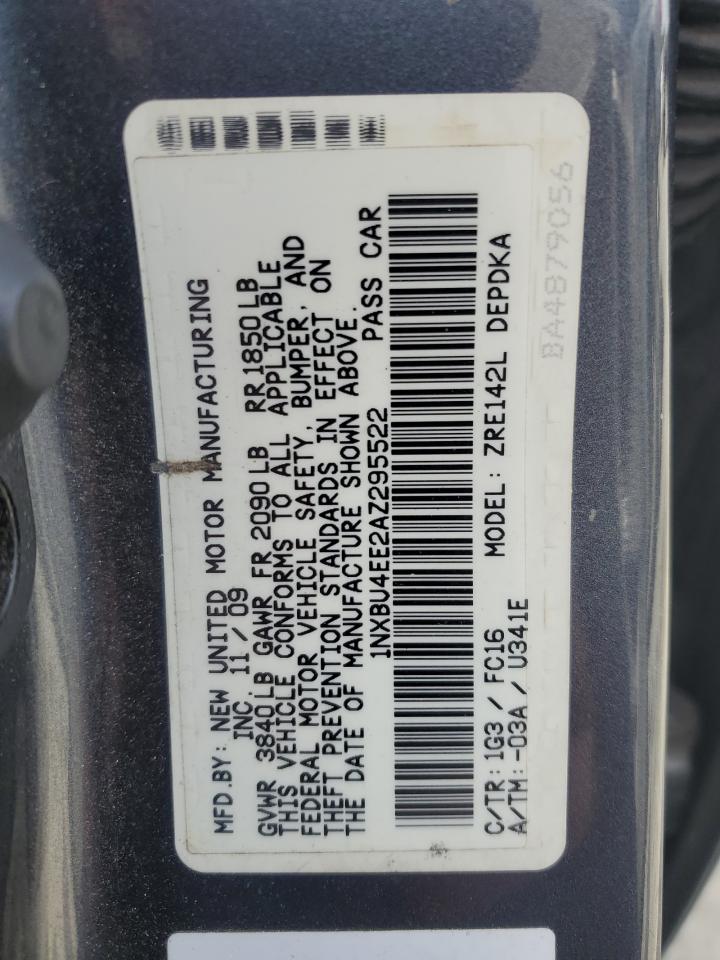 MFD.BY: NEW UNITED MOTOR MANUFACTURING
INC. 11/09
GVWR 3840LB GAWR FR 2090LB RR1850LB
THIS VEHICLE CONFORMS TO ALL APPLICABLE
FEDERAL MOTOR VEHICLE SAFETY, BUMPER, AND
THEFT PREVENTION STANDARDS IN EFFECT ON
THE DATE OF MANUFACTURE SHOWN ABOVE.
1NXBU4EE2AZ295522 PASS CAR
C/TR:1G3 / FC16 MODEL: ZRE142L DEPDKA
A/TM:-03A / U341E
BA4879056